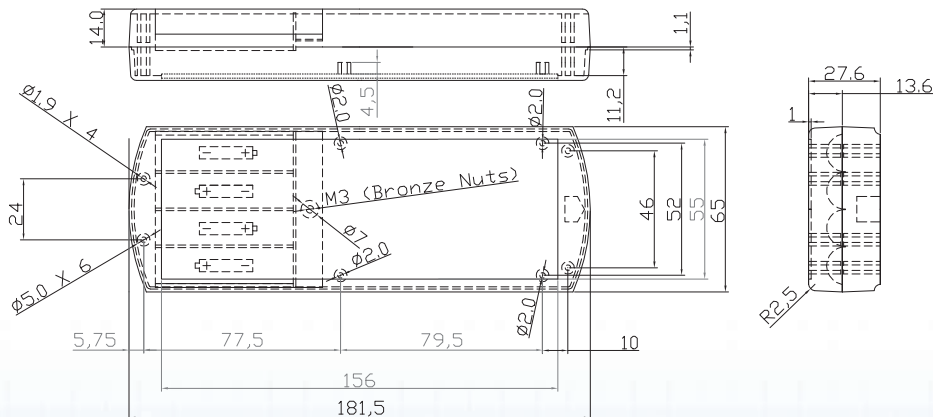 14.0
1,1
4,5
11,2
27.6
13.6
1
Ø1.9 X 4
Ø2.0
Ø2.0
+
−
+
−
+
−
+
−
M3 (Bronze Nuts)
24
46
52
55
65
Ø7
Ø2.0
Ø5.0 X 6
Ø2.0
R2,5
5,75
77,5
79,5
10
156
181,5